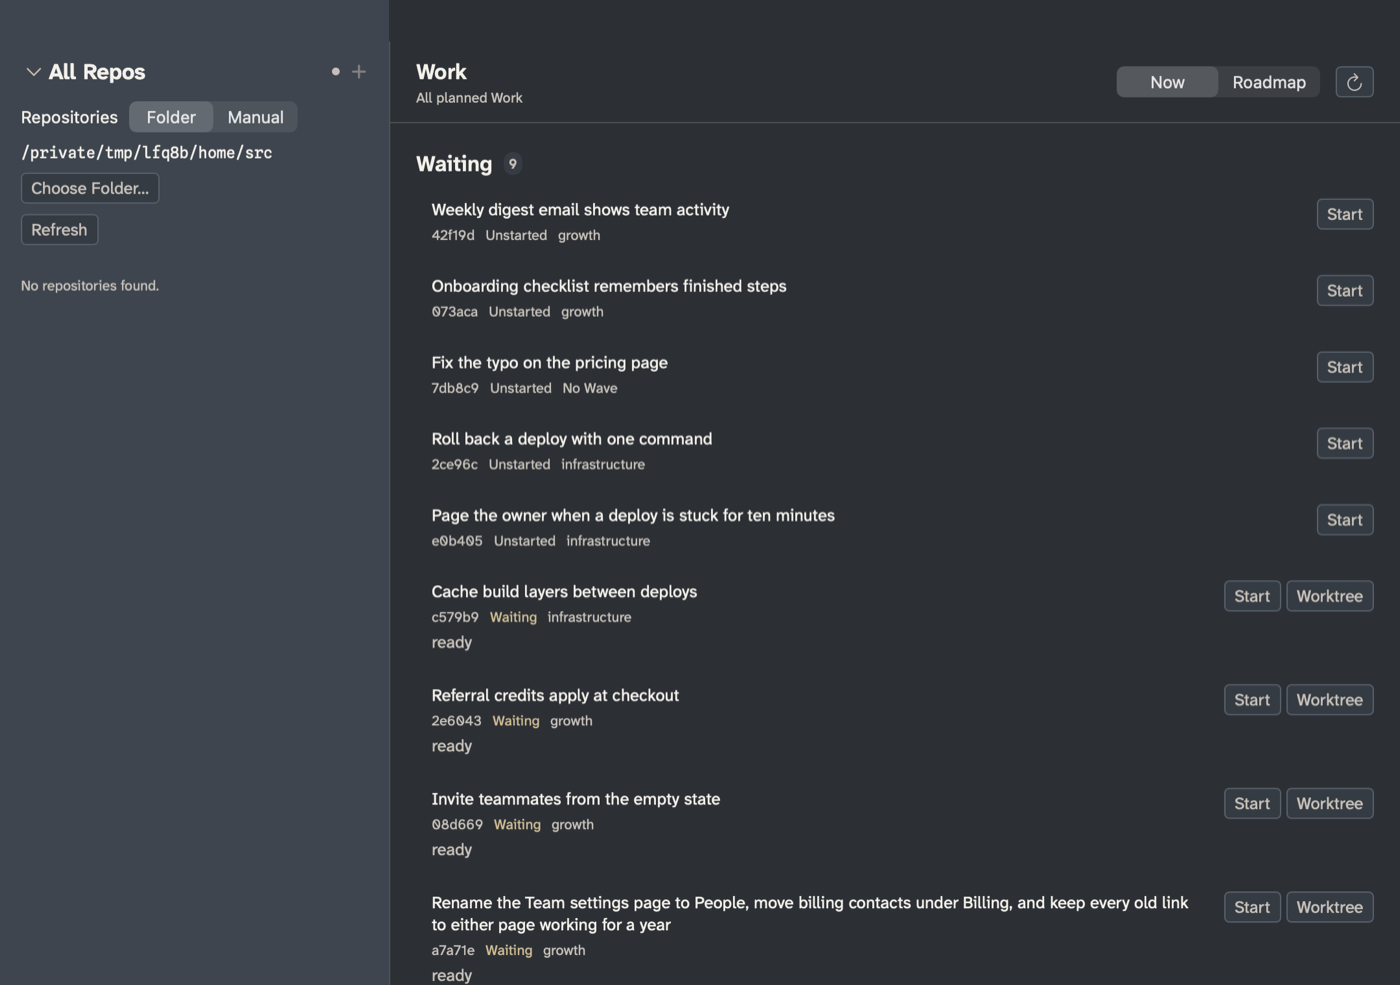 All Repos
Repositories Folder Manual
/private/tmp/lfq8b/home/src
Choose Folder...
Refresh
No repositories found.
Work
All planned Work
Now Roadmap
Waiting 9
Weekly digest email shows team activity
42f19d Unstarted growth
Start
Onboarding checklist remembers finished steps
073aca Unstarted growth
Start
Fix the typo on the pricing page
7db8c9 Unstarted No Wave
Start
Roll back a deploy with one command
2ce96c Unstarted infrastructure
Start
Page the owner when a deploy is stuck for ten minutes
e0b405 Unstarted infrastructure
Start
Cache build layers between deploys
c579b9 Waiting infrastructure
ready
Start Worktree
Referral credits apply at checkout
2e6043 Waiting growth
ready
Start Worktree
Invite teammates from the empty state
08d669 Waiting growth
ready
Start Worktree
Rename the Team settings page to People, move billing contacts under Billing, and keep every old link
to either page working for a year
a7a71e Waiting growth
ready
Start Worktree